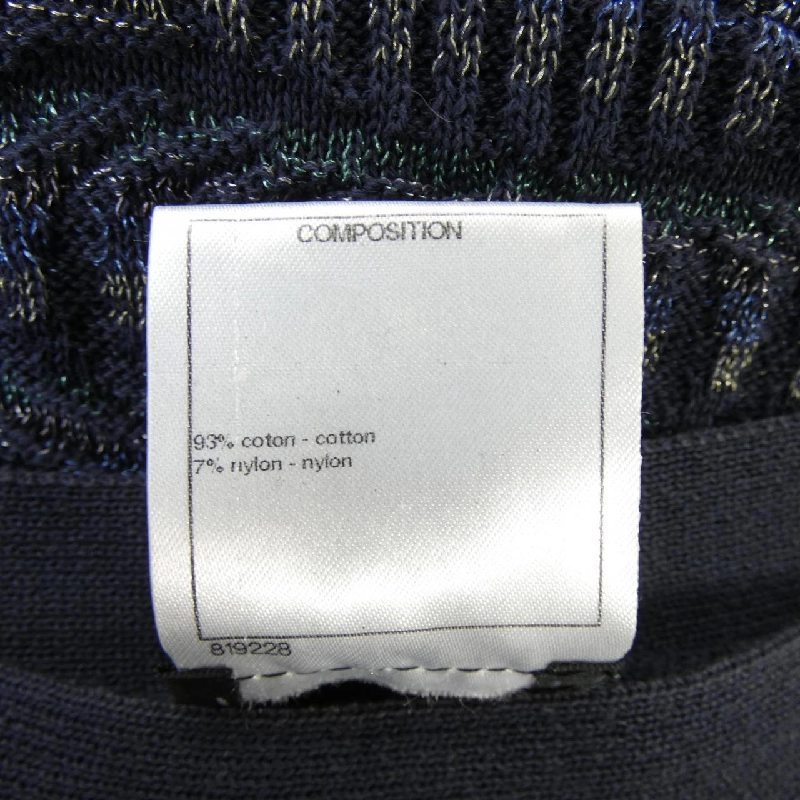 COMPOSITION
93% coton - cotton
7% nylon - nylon
819228